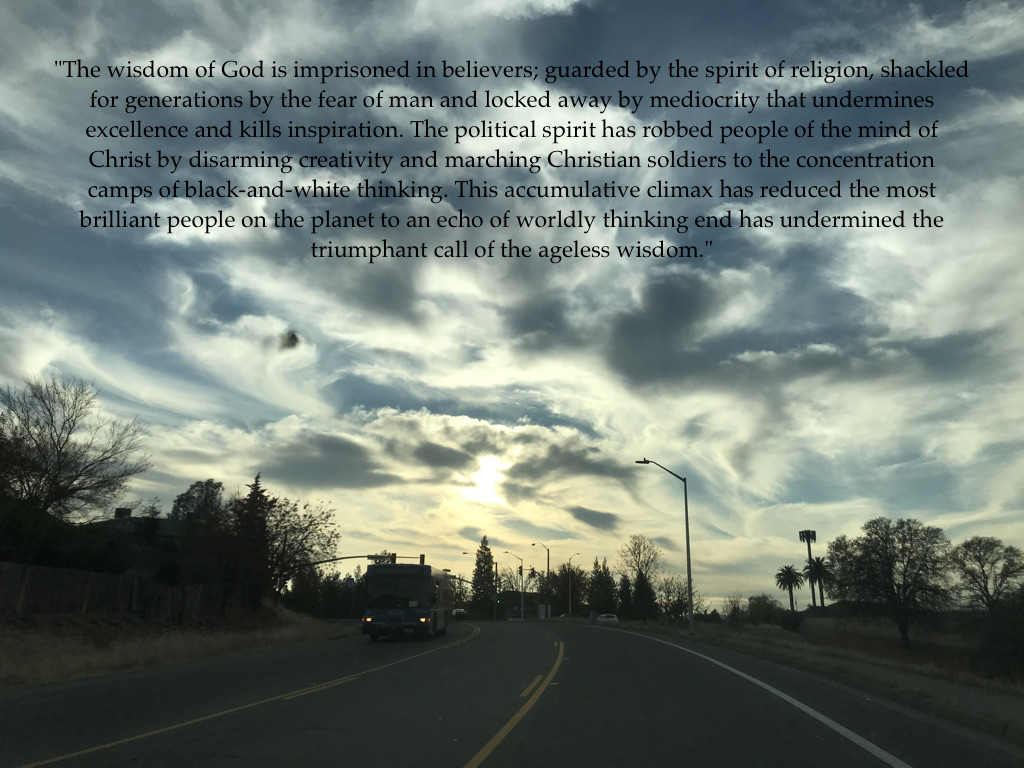 "The wisdom of God is imprisoned in believers; guarded by the spirit of religion, shackled
for generations by the fear of man and locked away by mediocrity that undermines
excellence and kills inspiration. The political spirit has robbed people of the mind of
Christ by disarming creativity and marching Christian soldiers to the concentration
camps of black-and-white thinking. This accumulative climax has reduced the most
brilliant people on the planet to an echo of worldly thinking end has undermined the
triumphant call of the ageless wisdom."